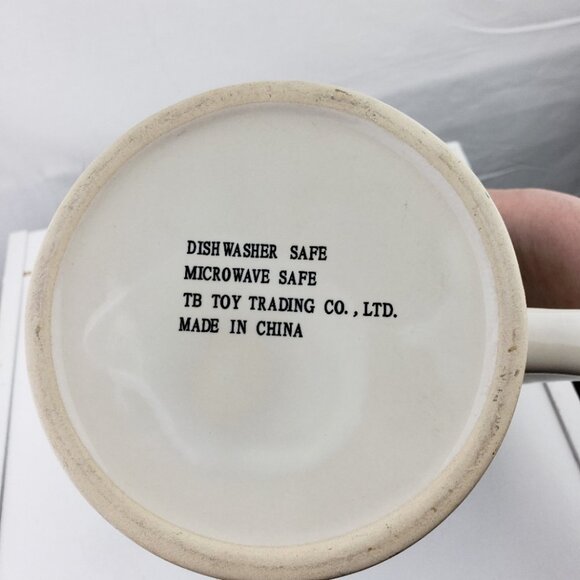 DISHWASHER SAFE
MICROWAVE SAFE
TB TOY TRADING CO., LTD.
MADE IN CHINA